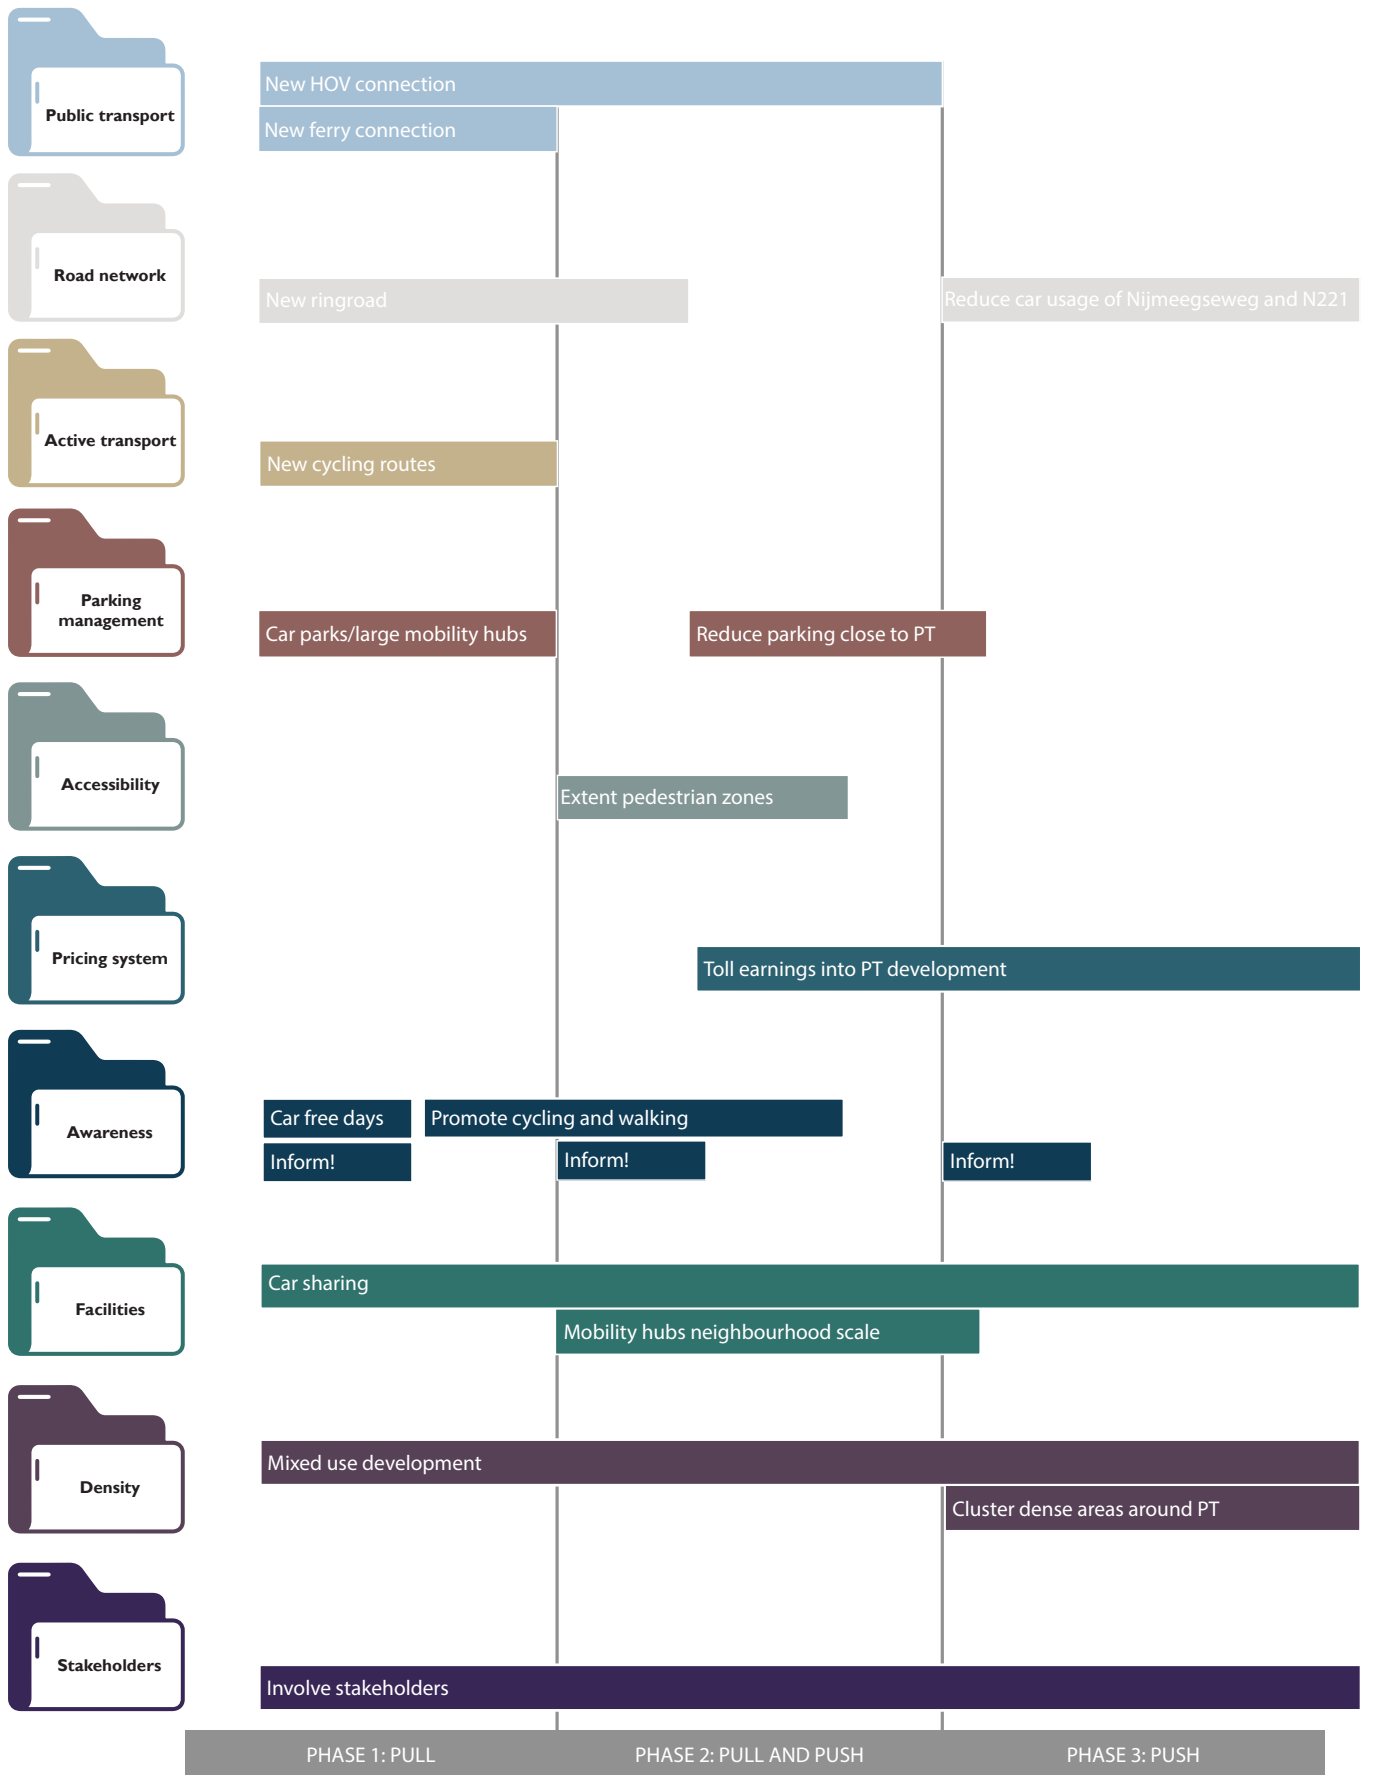 Public transport
New HOV connection
New ferry connection
Road network
New ringroad
Reduce car usage of Nijmeegseweg and N221
Active transport
New cycling routes
Parking
management
Car parks/large mobility hubs
Reduce parking close to PT
Accessibility
Extent pedestrian zones
Pricing system
Toll earnings into PT development
Awareness
Car free days
Promote cycling and walking
Inform!
Inform!
Inform!
Facilities
Car sharing
Mobility hubs neighbourhood scale
Density
Mixed use development
Cluster dense areas around PT
Stakeholders
Involve stakeholders
PHASE 1: PULL
PHASE 2: PULL AND PUSH
PHASE 3: PUSH